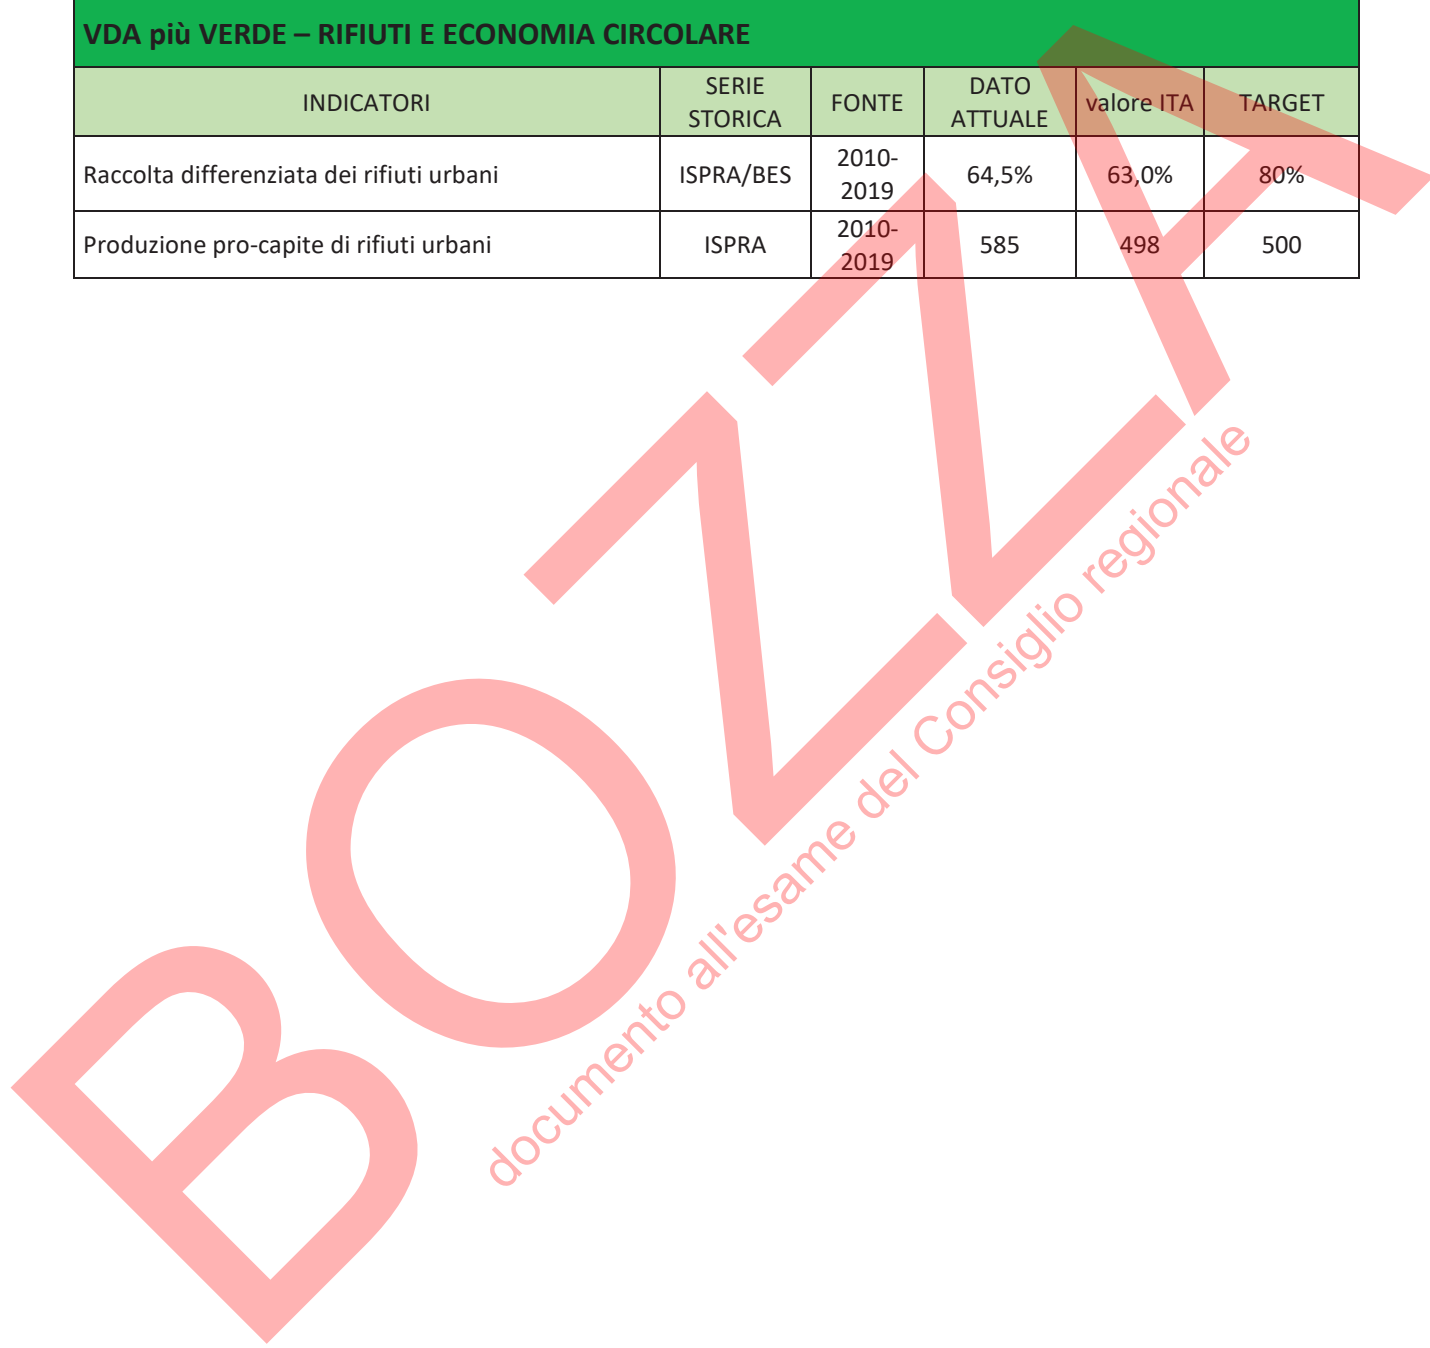 VDA più VERDE – RIFIUTI E ECONOMIA CIRCOLARE
INDICATORI SERIE STORICA FONTE DATO ATTUALE valore ITA TARGET
Raccolta differenziata dei rifiuti urbani ISPRA/BES 2010-2019 64,5% 63,0% 80%
Produzione pro-capite di rifiuti urbani ISPRA 2010-2019 585 498 500
BOZZA
documento all'esame del Consiglio regionale